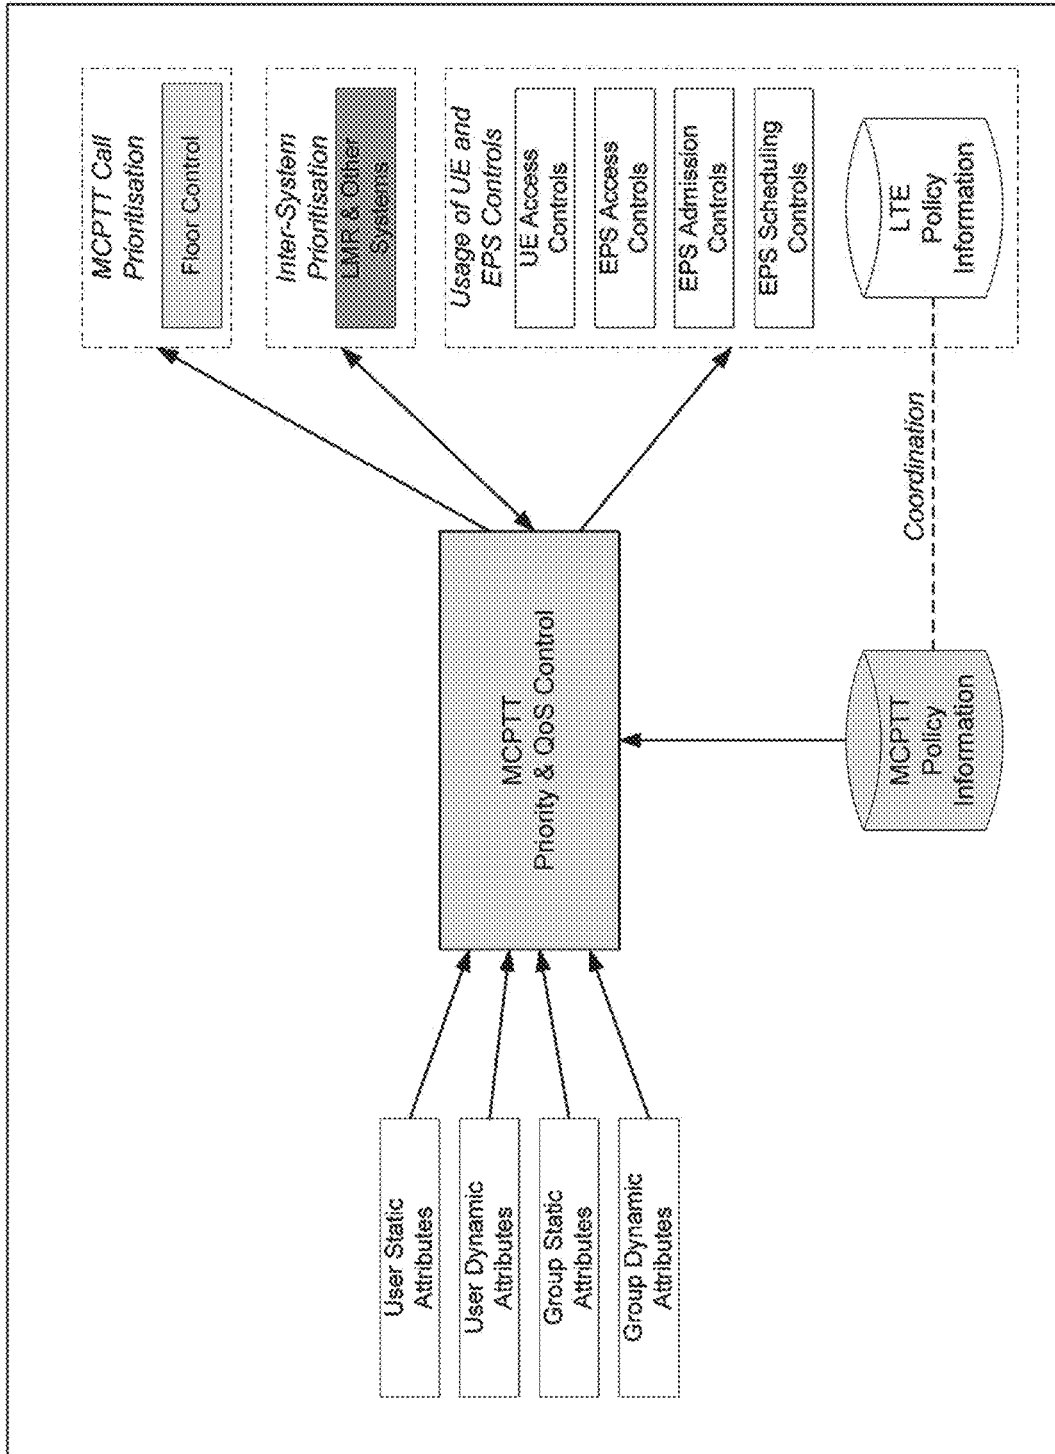 User Static
Attributes
User Dynamic
Attributes
Group Static
Attributes
Group Dynamic
Attributes
MCPTT
Priority & QoS Control
MCPTT
Policy
Information
Coordination
MCPTT Call
Prioritisation
Floor Control
Inter-System
Prioritisation
LMR & Other
Systems
Usage of UE and
EPS Controls
UE Access
Controls
EPS Access
Controls
EPS Admission
Controls
EPS Scheduling
Controls
LTE
Policy
Information